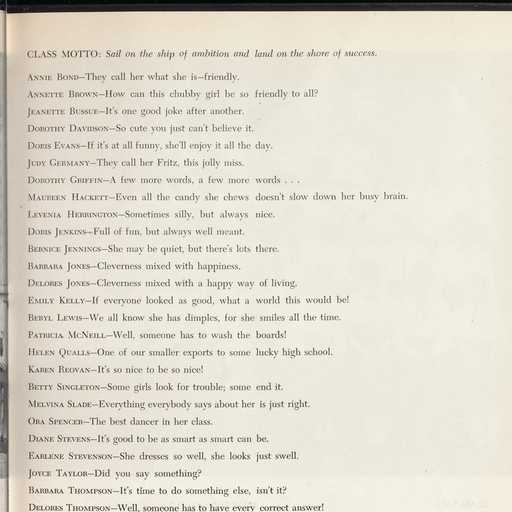 CLASS MOTTO: Sail on the ship of ambition and land on the shore of success.
ANNIE BOND—They call her what she is—friendly.
ANNETTE BROWN—How can this chubby girl be so friendly to all?
JEANETTE BUSSUE—It's one good joke after another.
DOROTHY DAVIDSON—So cute you just can't believe it.
DORIS EVANS—If it's at all funny, she'll enjoy it all the day.
JUDY GERMANY—They call her Fritz, this jolly miss.
DOROTHY GRIFFIN—A few more words, a few more words . . .
MAUREEN HACKETT—Even all the candy she chews doesn't slow down her busy brain.
LEVENIA HERRINGTON—Sometimes silly, but always nice.
DORIS JENKINS—Full of fun, but always well meant.
BERNICE JENNINGS—She may be quiet, but there's lots there.
BARBARA JONES—Cleverness mixed with happiness.
DELORES JONES—Cleverness mixed with a happy way of living.
EMILY KELLY—If everyone looked as good, what a world this would be!
BERYL LEWIS—We all know she has dimples, for she smiles all the time.
PATRICIA MCNEILL—Well, someone has to wash the boards!
HELEN QUALLS—One of our smaller exports to some lucky high school.
KAREN REOVAN—It's so nice to be so nice!
BETTY SINGLETON—Some girls look for trouble; some end it.
MELVINA SLADE—Everything everybody says about her is just right.
ORA SPENCER—The best dancer in her class.
DIANE STEVENS—It's good to be as smart as smart can be.
EARLENE STEVENSON—She dresses so well, she looks just swell.
JOYCE TAYLOR—Did you say something?
BARBARA THOMPSON—It's time to do something else, isn't it?
DELORES THOMPSON—Well, someone has to have every correct answer!